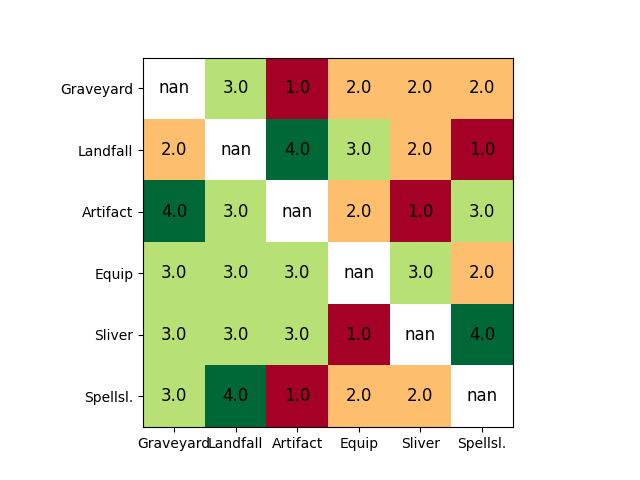 Graveyard nan 3.0 1.0 2.0 2.0 2.0
Landfall 2.0 nan 4.0 3.0 2.0 1.0
Artifact 4.0 3.0 nan 2.0 1.0 3.0
Equip 3.0 3.0 3.0 nan 3.0 2.0
Sliver 3.0 3.0 3.0 1.0 nan 4.0
Spellsl. 3.0 4.0 1.0 2.0 2.0 nan
Graveyard Landfall Artifact Equip Sliver Spellsl.